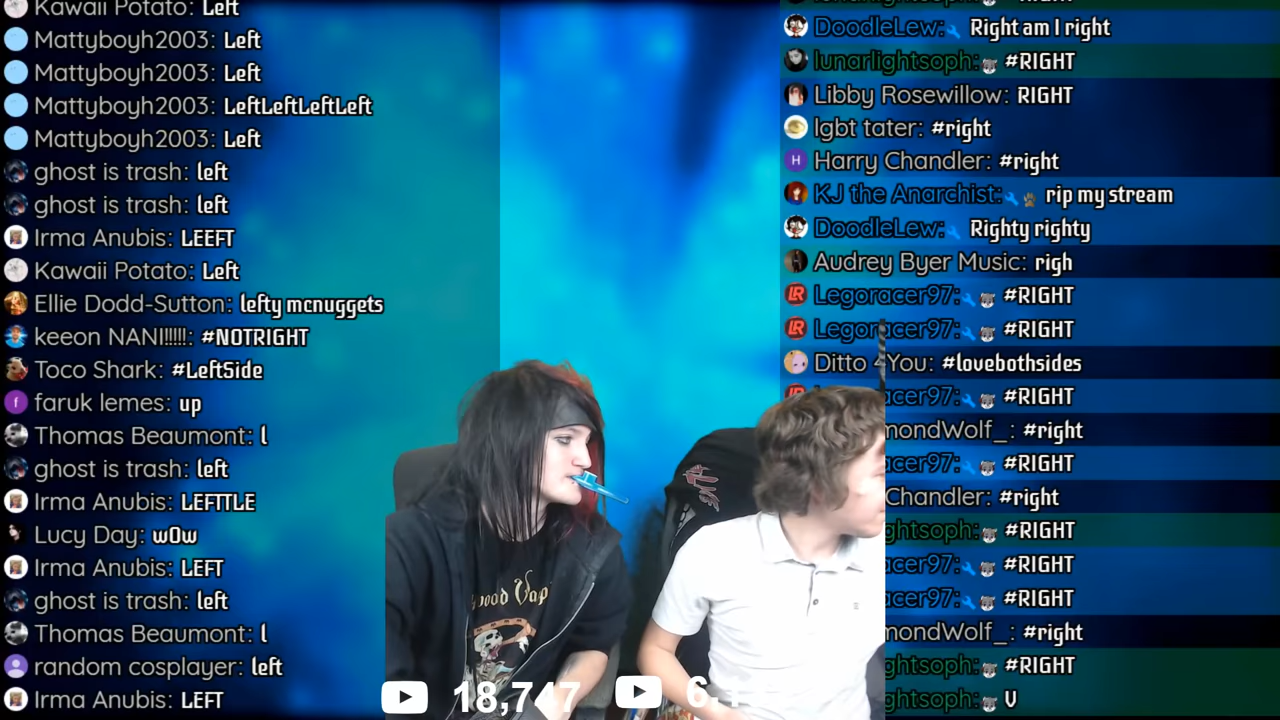 Kawaii Potato: Left
Mattyboyh2003: Left
Mattyboyh2003: Left
Mattyboyh2003: LeftLeftLeftLeft
Mattyboyh2003: Left
ghost is trash: left
ghost is trash: left
Irma Anubis: LEEFT
Kawaii Potato: Left
Ellie Dodd-Sutton: lefty mcnuggets
keeon NANI!!!!!: #NOTRIGHT
Toco Shark: #LeftSide
faruk lemes: up
Thomas Beaumont: l
ghost is trash: left
Irma Anubis: LEFTTLE
Lucy Day: w0w
Irma Anubis: LEFT
ghost is trash: left
Thomas Beaumont: l
random cosplayer: left
Irma Anubis: LEFT
DoodleLew: Right am I right
lunarlightsoph: #RIGHT
Libby Rosewillow: RIGHT
lgbt tater: #right
H Harry Chandler: #right
KJ the Anarchist: rip my stream
DoodleLew: Righty righty
Audrey Byer Music: righ
Legoracer97: #RIGHT
Legoracer97: #RIGHT
Ditto 4 You: #lovebothsides
acer97: #RIGHT
mondWolf_: #right
acer97: #RIGHT
Chandler: #right
ghtsoph: #RIGHT
acer97: #RIGHT
acer97: #RIGHT
mondWolf_: #right
ghtsoph: #RIGHT
ghtsoph: V
18,747